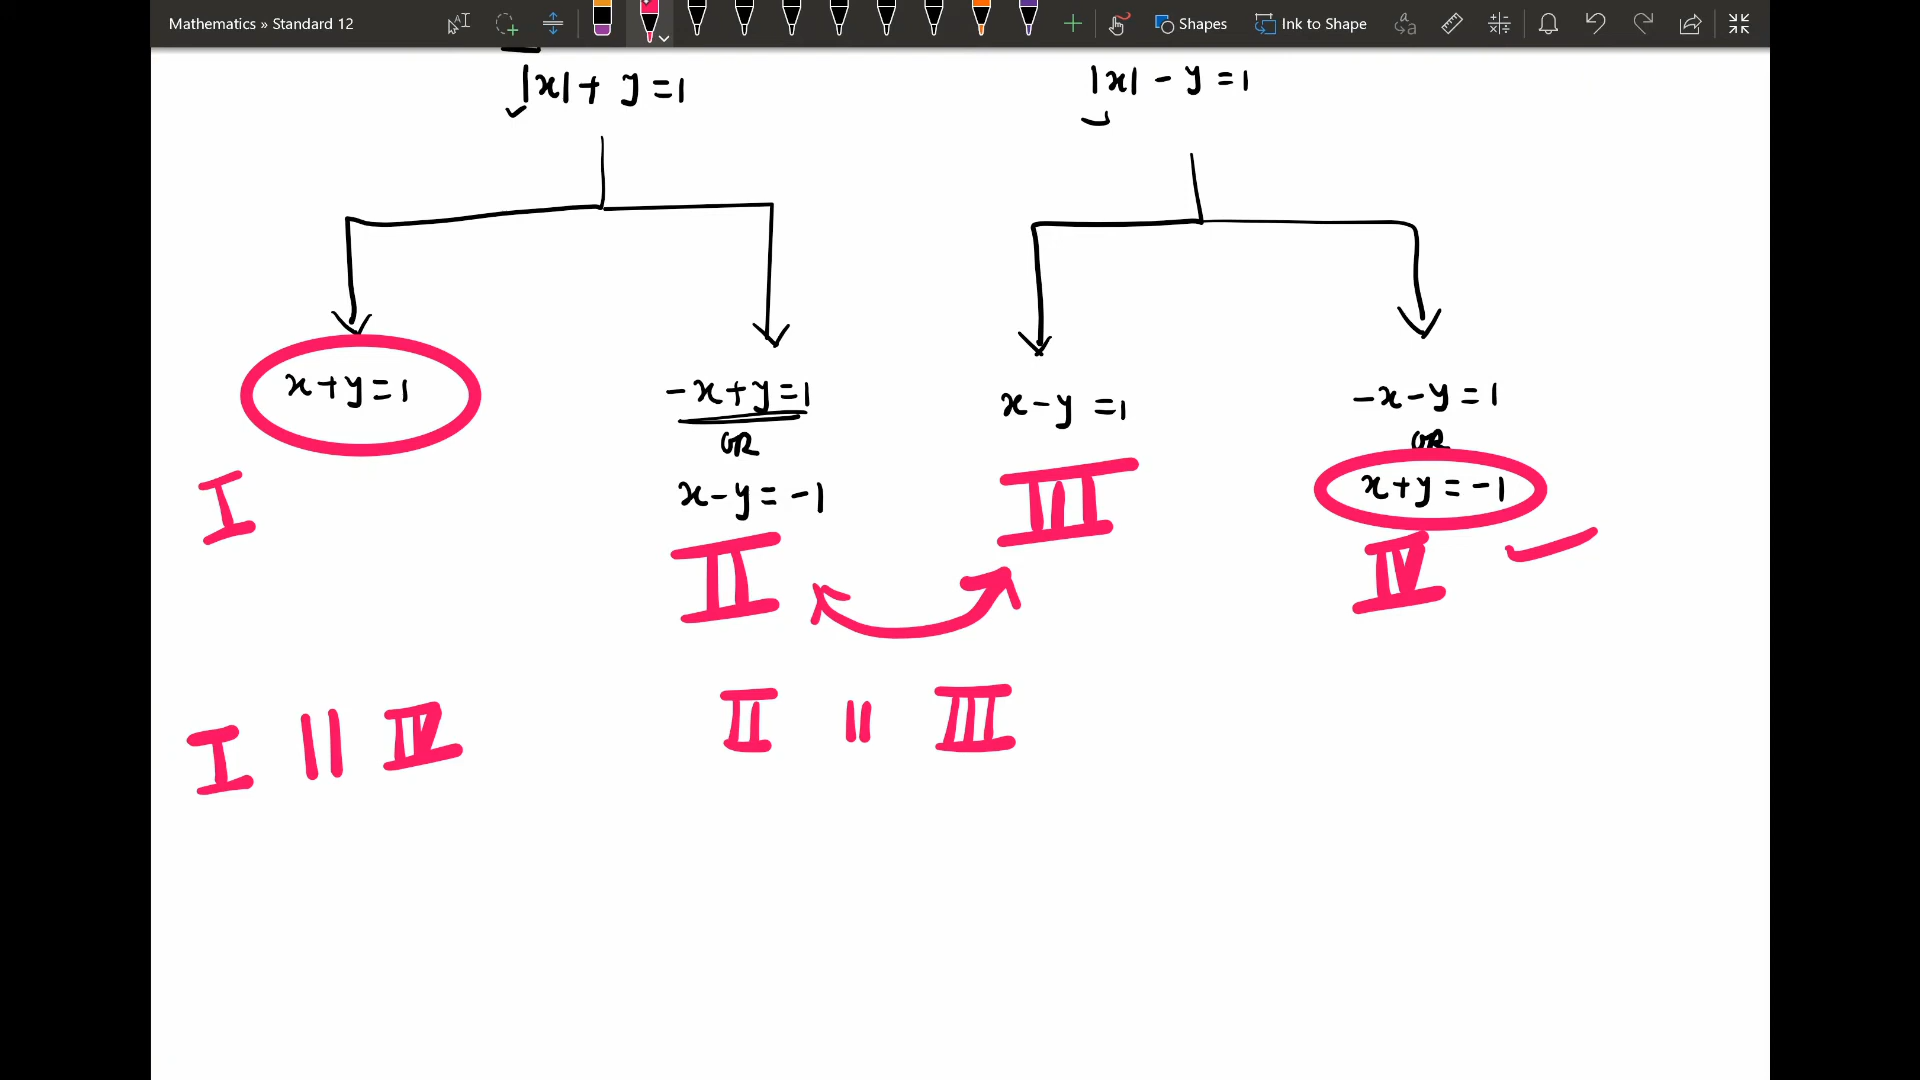 Mathematics » Standard 12
Shapes
Ink to Shape
|x| + y = 1
|x| - y = 1
x + y = 1
-x + y = 1
OR
x - y = -1
x - y = 1
-x - y = 1
OR
x + y = -1
I
II
III
IV
I || IV
II || III